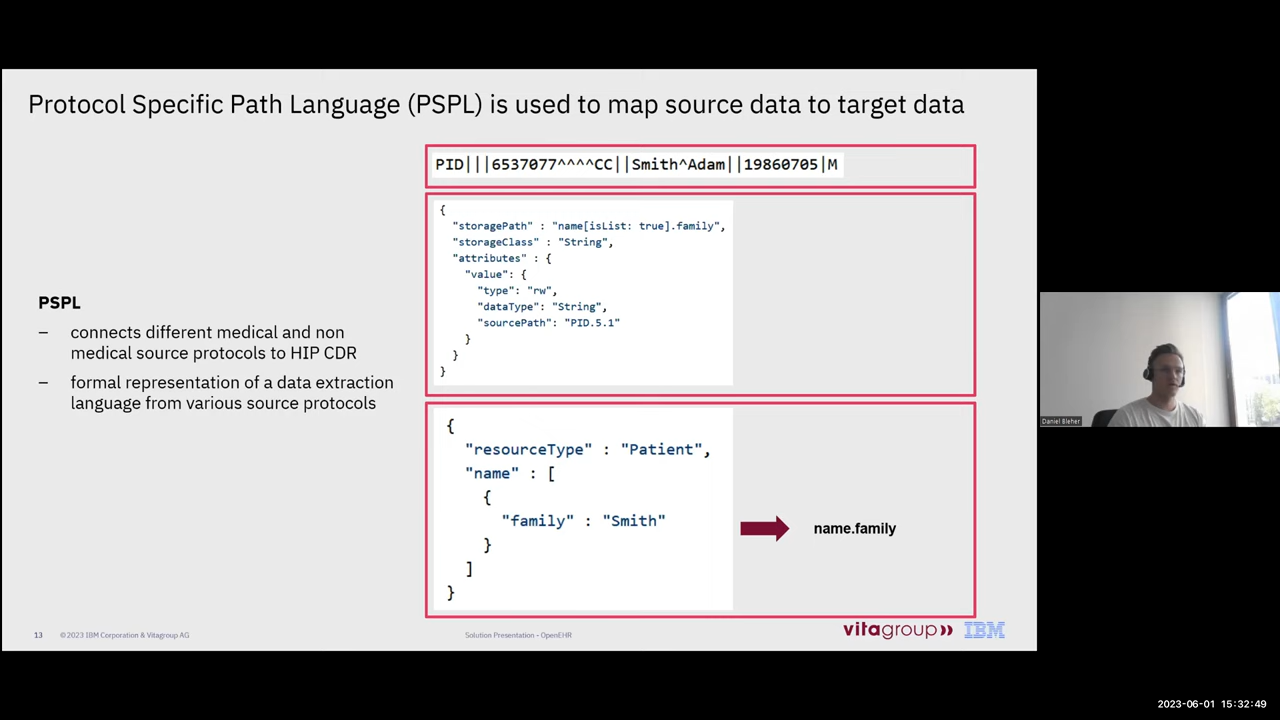 Protocol Specific Path Language (PSPL) is used to map source data to target data
PID|||6537077^^^^CC||Smith^Adam||19860705|M
{
"storagePath" : "name[isList: true].family",
"storageClass" : "String",
"attributes" : {
"value": {
"type": "rw",
"dataType": "String",
"sourcePath": "PID.5.1"
}
}
}
PSPL
– connects different medical and non
medical source protocols to HIP CDR
– formal representation of a data extraction
language from various source protocols
{
"resourceType" : "Patient",
"name" : [
{
"family" : "Smith"
}
]
}
name.family
13 © 2023 IBM Corporation & Vitagroup AG
Solution Presentation - OpenEHR
vitagroup
IBM
Daniel Bleher
2023-06-01 15:32:49